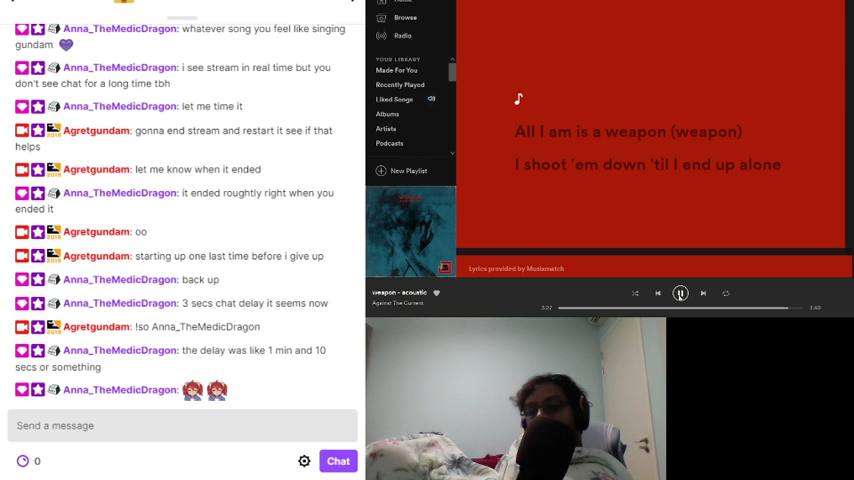 Anna_TheMedicDragon: whatever song you feel like singing
gundam
Anna_TheMedicDragon: i see stream in real time but you
don't see chat for a long time tbh
Anna_TheMedicDragon: let me time it
Agretgundam: gonna end stream and restart it see if that
helps
Agretgundam: let me know when it ended
Anna_TheMedicDragon: it ended roughtly right when you
ended it
Agretgundam: oo
Agretgundam: starting up one last time before i give up
Anna_TheMedicDragon: back up
Anna_TheMedicDragon: 3 secs chat delay it seems now
Agretgundam: !so Anna_TheMedicDragon
Anna_TheMedicDragon: the delay was like 1 min and 10
secs or something
Anna_TheMedicDragon:
Send a message
0
Chat
Home
Browse
Radio
YOUR LIBRARY
Made For You
Recently Played
Liked Songs
Albums
Artists
Podcasts
New Playlist
All I am is a weapon (weapon)
I shoot 'em down 'til I end up alone
Lyrics provided by Musixmatch
weapon - acoustic
Against The Current
3:27
3:40